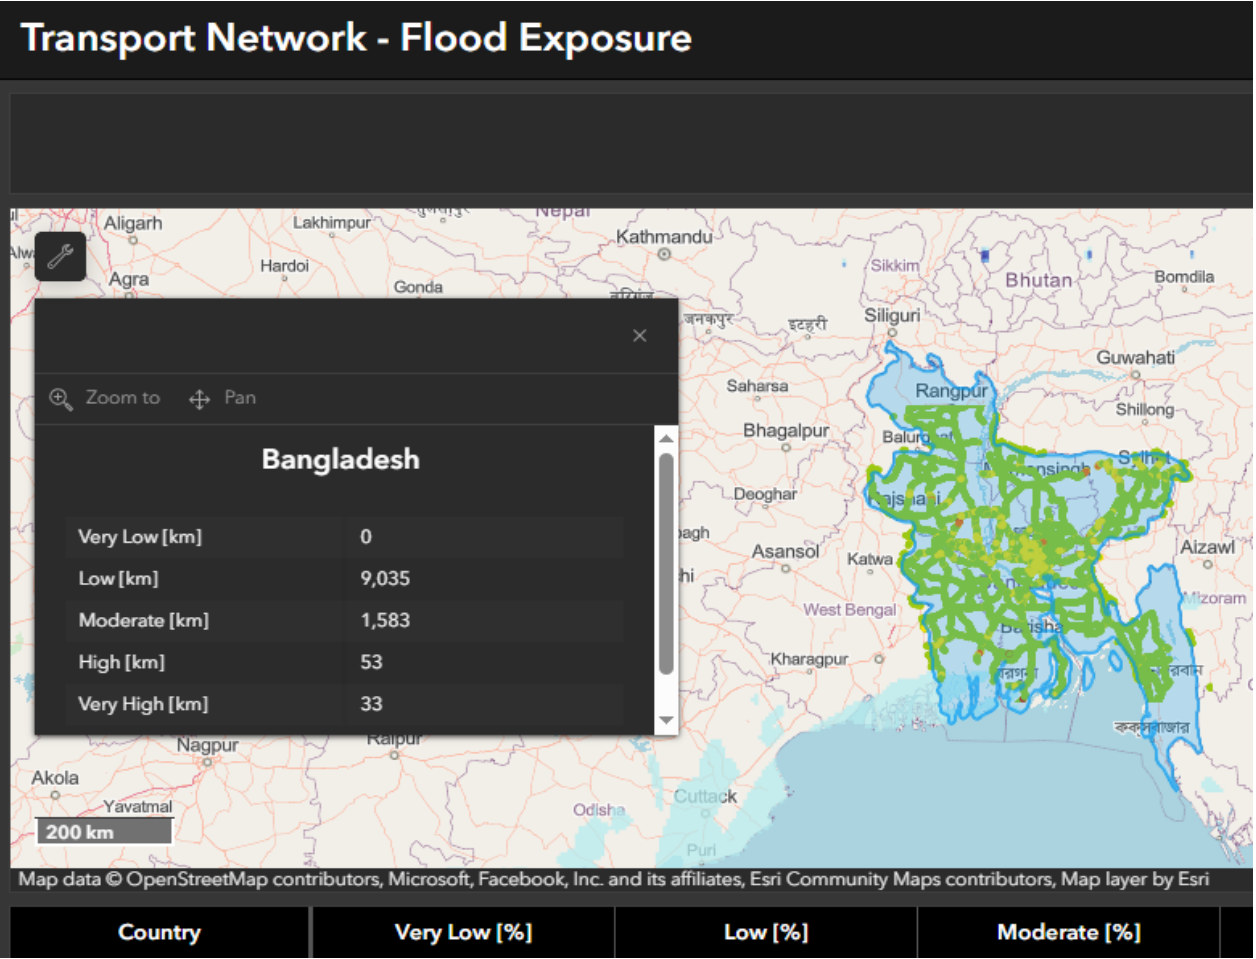 Transport Network - Flood Exposure
Nepal
Aligarh
Lakhimpur
Kathmandu
Sikkim
Bhutan
Bomdila
Agra
Hardoi
Gonda
Siliguri
जनकपुर
इटहरी
Guwahati
Zoom to
Pan
Saharsa
Rangpur
Shillong
Bhagalpur
Bangladesh
Deoghar
Very Low [km] 0
Asansol
Katwa
Aizawl
Low [km] 9,035
Mizoram
Moderate [km] 1,583
West Bengal
High [km] 53
Kharagpur
Very High [km] 33
কক্সবাজার
Nagpur
Raipur
Akola
Yavatmal
Odisha
Cuttack
200 km
Puri
Map data © OpenStreetMap contributors, Microsoft, Facebook, Inc. and its affiliates, Esri Community Maps contributors, Map layer by Esri
Country Very Low [%] Low [%] Moderate [%]